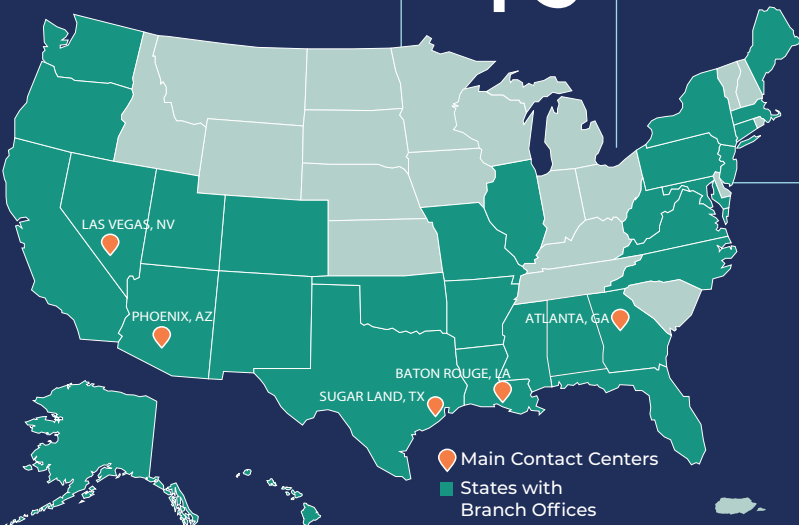 LAS VEGAS, NV
PHOENIX, AZ
ATLANTA, GA
BATON ROUGE, LA
SUGAR LAND, TX
Main Contact Centers
States with
Branch Offices